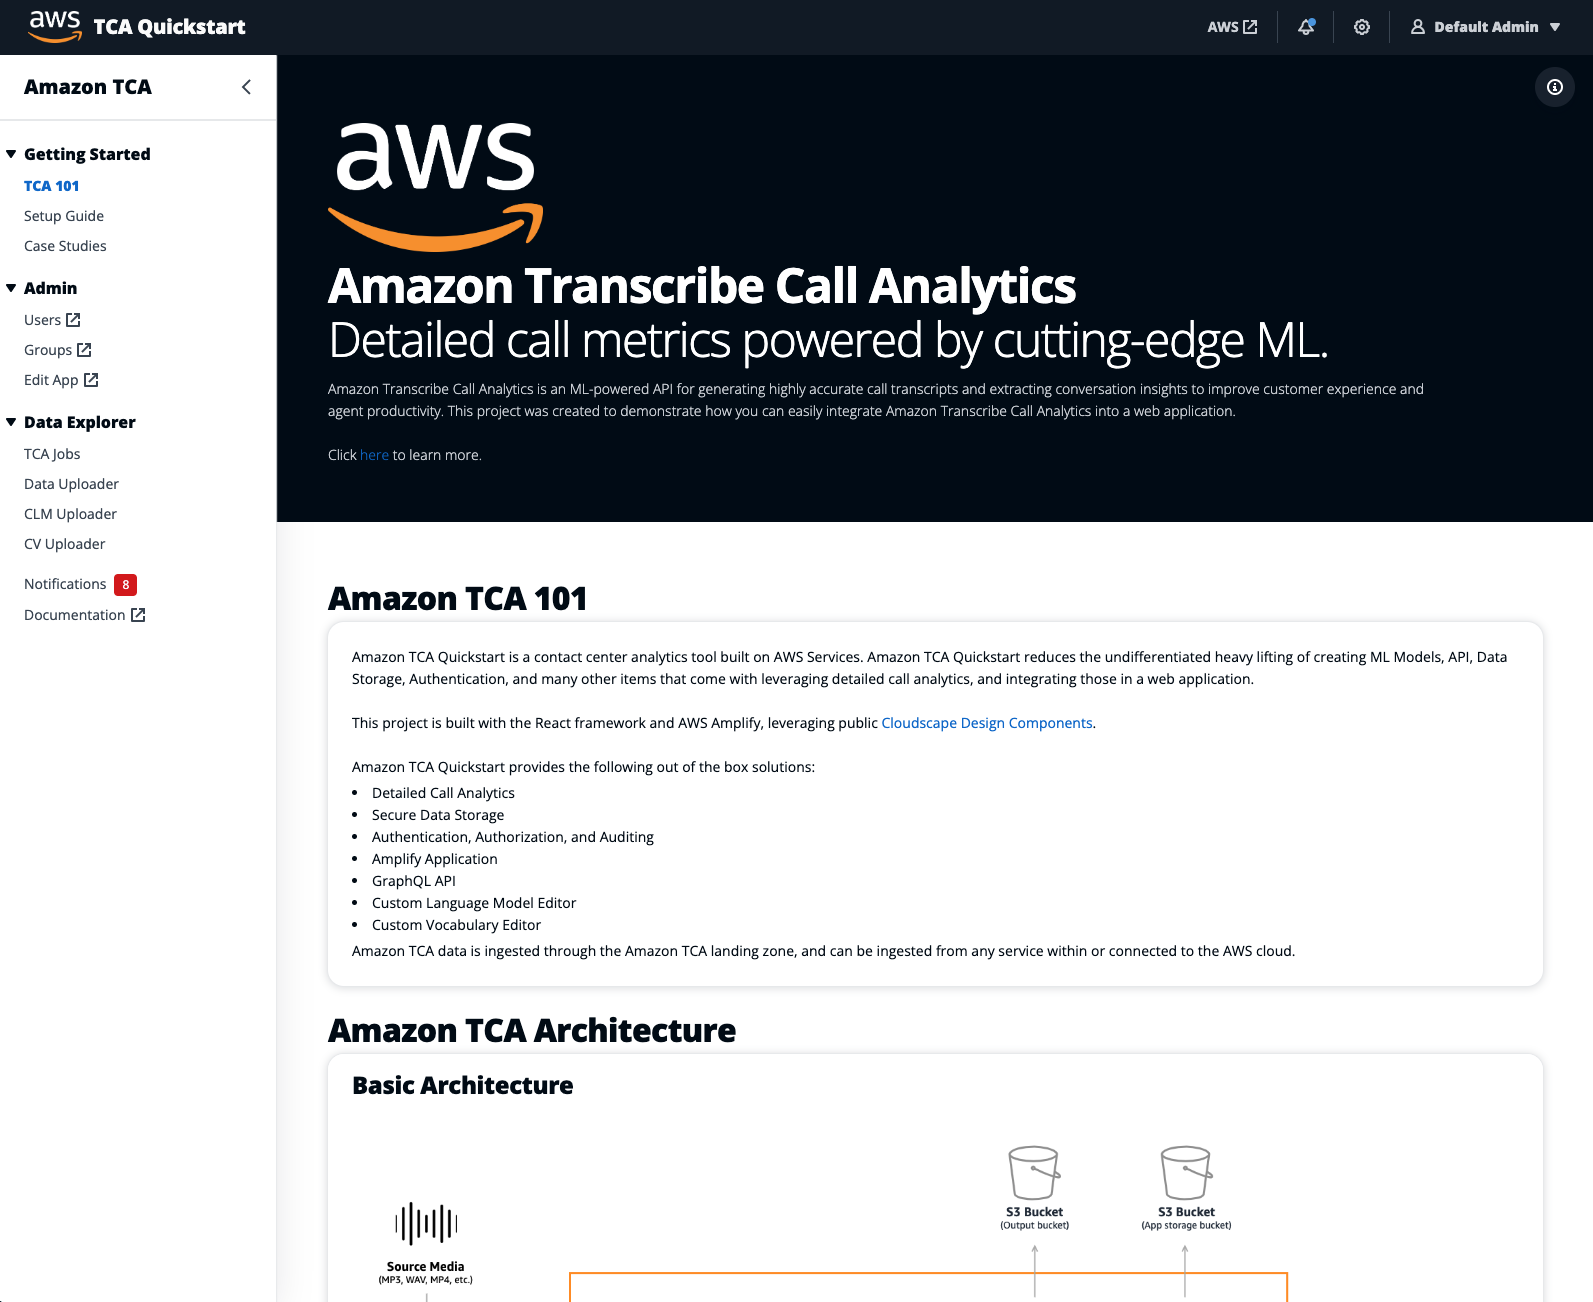 aws TCA Quickstart
AWS
Default Admin
Amazon TCA
Getting Started
TCA 101
Setup Guide
Case Studies
Admin
Users
Groups
Edit App
Data Explorer
TCA Jobs
Data Uploader
CLM Uploader
CV Uploader
Notifications 8
Documentation
aws
Amazon Transcribe Call Analytics
Detailed call metrics powered by cutting-edge ML.
Amazon Transcribe Call Analytics is an ML-powered API for generating highly accurate call transcripts and extracting conversation insights to improve customer experience and
agent productivity. This project was created to demonstrate how you can easily integrate Amazon Transcribe Call Analytics into a web application.
Click here to learn more.
Amazon TCA 101
Amazon TCA Quickstart is a contact center analytics tool built on AWS Services. Amazon TCA Quickstart reduces the undifferentiated heavy lifting of creating ML Models, API, Data
Storage, Authentication, and many other items that come with leveraging detailed call analytics, and integrating those in a web application.
This project is built with the React framework and AWS Amplify, leveraging public Cloudscape Design Components.
Amazon TCA Quickstart provides the following out of the box solutions:
• Detailed Call Analytics
• Secure Data Storage
• Authentication, Authorization, and Auditing
• Amplify Application
• GraphQL API
• Custom Language Model Editor
• Custom Vocabulary Editor
Amazon TCA data is ingested through the Amazon TCA landing zone, and can be ingested from any service within or connected to the AWS cloud.
Amazon TCA Architecture
Basic Architecture
S3 Bucket
(Output bucket)
S3 Bucket
(App storage bucket)
Source Media
(MP3, WAV, MP4, etc.)